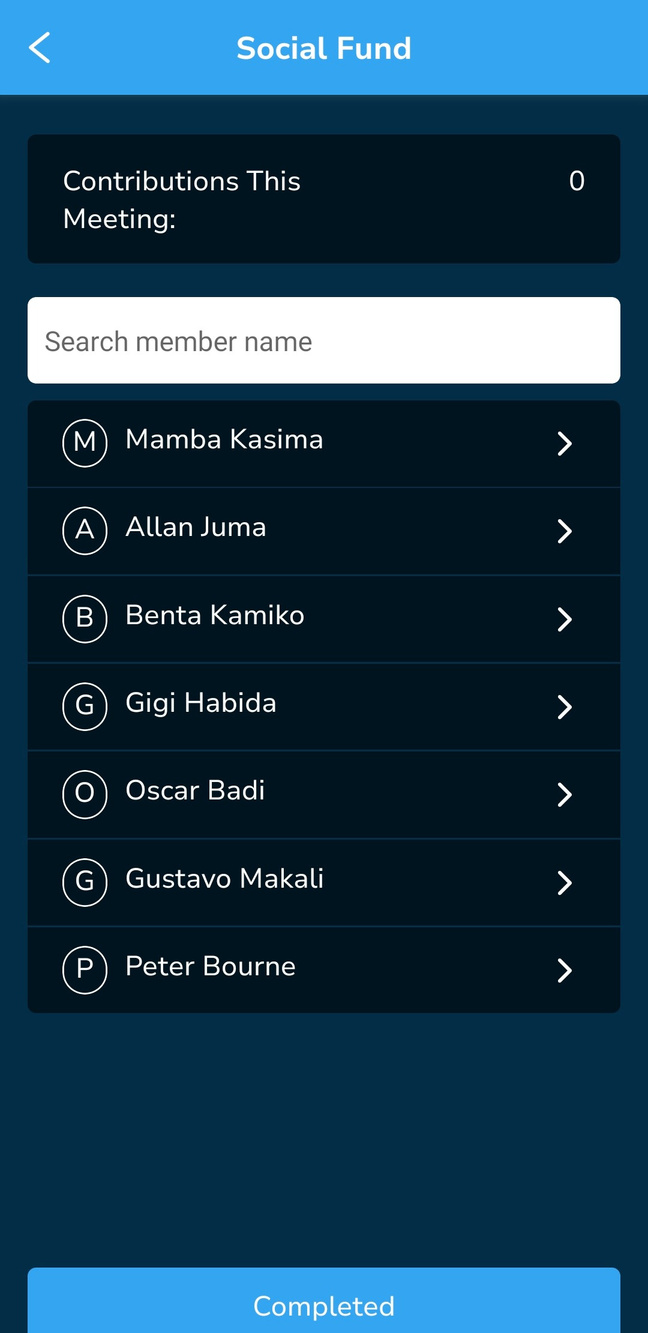 Social Fund
Contributions This 0
Meeting:
Search member name
M Mamba Kasima
A Allan Juma
B Benta Kamiko
G Gigi Habida
O Oscar Badi
G Gustavo Makali
P Peter Bourne
Completed